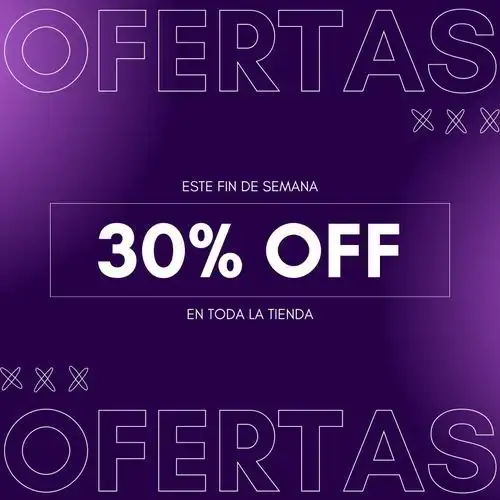 OFERTAS
ESTE FIN DE SEMANA
30% OFF
EN TODA LA TIENDA
OFERTAS